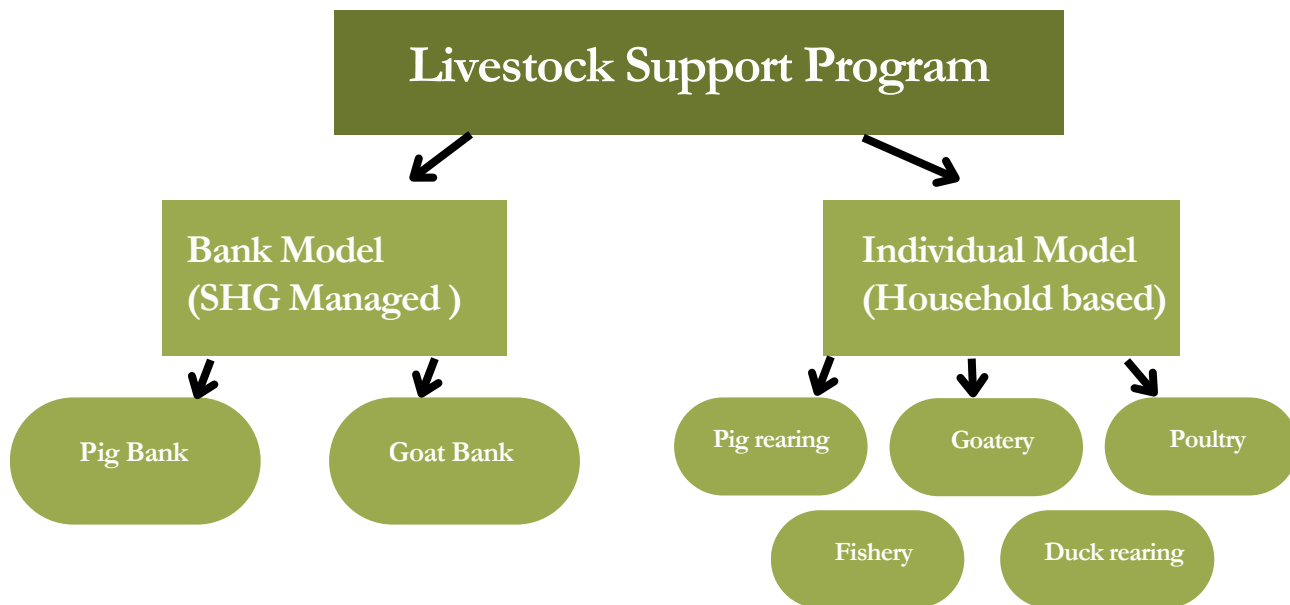 Livestock Support Program
Bank Model
(SHG Managed )
Individual Model
(Household based)
Pig Bank
Goat Bank
Pig rearing
Goatery
Poultry
Fishery
Duck rearing